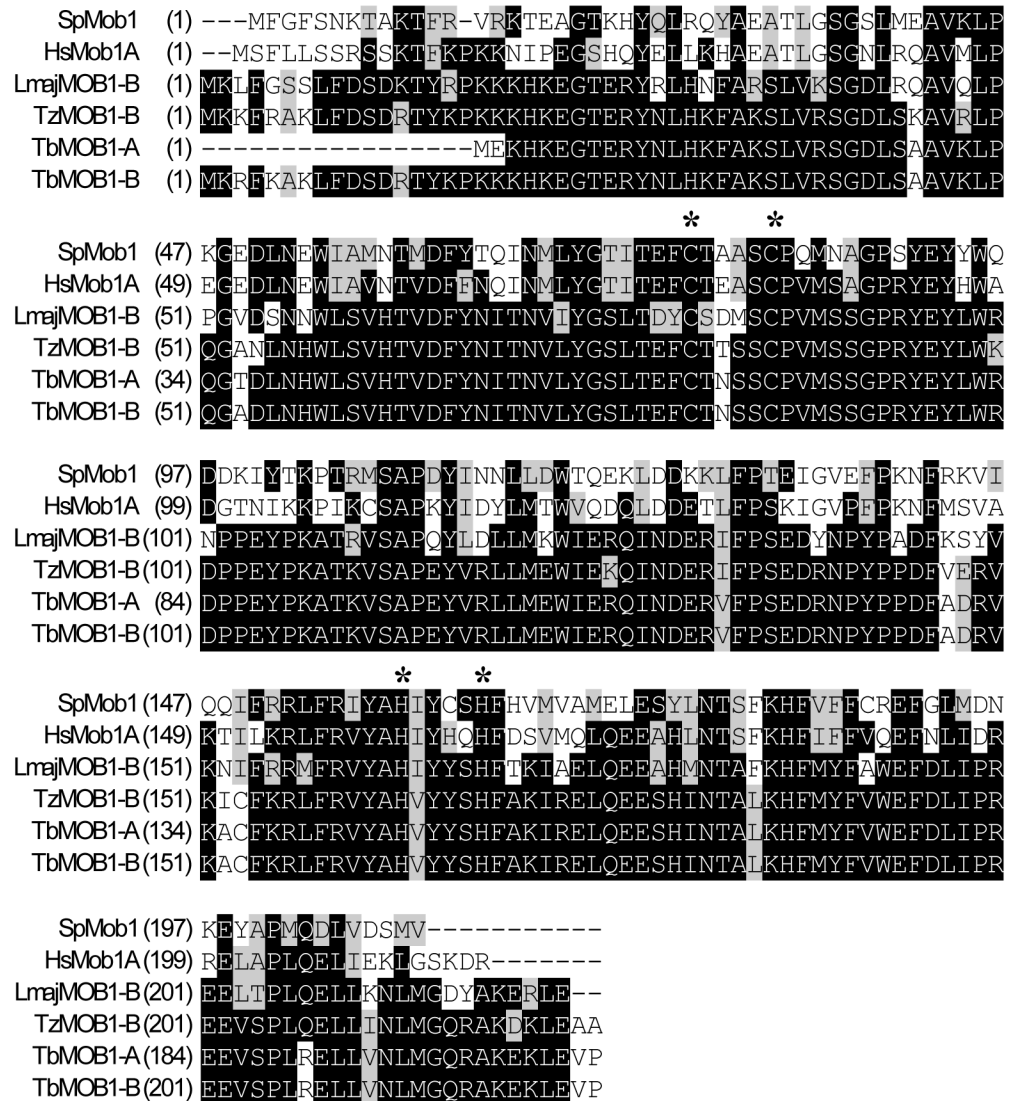 SpMob1 (1) ---MFGFSNKTAKTFR-VRKTEAGTKHYQLRQYAEATLGSGSLMEAVKLP
HsMob1A (1) --MSFLLSSRSSKTFKPKKNIPEGSHQYELLKHAEATLGSGNLRQAVMLP
LmajMOB1-B (1) MKLFGSSLFDSDKTYRPKKKHKEGTERYRLHNFARSLVKSGDLRQAVQLP
TzMOB1-B (1) MKKFRAKLFDSDRTYKPKKKHKEGTERYNLHKFAKSLVRSGDLSKAVRLP
TbMOB1-A (1) -----------------MEKHKEGTERYNLHKFAKSLVRSGDLSAAVKLP
TbMOB1-B (1) MKRFKAKLFDSDRTYKPKKKHKEGTERYNLHKFAKSLVRSGDLSAAVKLP
* *
SpMob1 (47) KGEDLNEWIAMNTMDFYTQINMLYGTITEFCTAASCPQMNAGPSYEYYWQ
HsMob1A (49) EGEDLNEWIAVNTVDFFNQINMLYGTITEFCTEASCPVMSAGPRYEYHWA
LmajMOB1-B (51) PGVDSNNWLSVHTVDFYNITNVIYGSLTDYCSDMSCPVMSSGPRYEYLWR
TzMOB1-B (51) QGANLNHWLSVHTVDFYNITNVLYGSLTEFCTTSSCPVMSSGPRYEYLWK
TbMOB1-A (34) QGTDLNHWLSVHTVDFYNITNVLYGSLTEFCTNSSCPVMSSGPRYEYLWR
TbMOB1-B (51) QGADLNHWLSVHTVDFYNITNVLYGSLTEFCTNSSCPVMSSGPRYEYLWR
SpMob1 (97) DDKIYTKPTRMSAPDYINNLLDWTQEKLDDKKLFPTEIGVEFPKNFRKVI
HsMob1A (99) DGTNIKKPIKCSAPKYIDYLMTWVQDQLDDETLFPSKIGVPFPKNFMSVA
LmajMOB1-B (101) NPPEYPKATRVSAPQYLDLLMKWIERQINDERIFPSEDYNPYPADFKSYV
TzMOB1-B (101) DPPEYPKATKVSAPEYVRLLMEWIEKQINDERIFPSEDRNPYPPDFVERV
TbMOB1-A (84) DPPEYPKATKVSAPEYVRLLMEWIERQINDERVFPSEDRNPYPPDFADRV
TbMOB1-B (101) DPPEYPKATKVSAPEYVRLLMEWIERQINDERVFPSEDRNPYPPDFADRV
* *
SpMob1 (147) QQIFRRLFRIYAHIYCSHFHVMVAMELESYLNTSFKHFVFFCREFGLMDN
HsMob1A (149) KTILKRLFRVYAHIYHQHFDSVMQLQEEAHLNTSFKHFIFFVQEFNLIDR
LmajMOB1-B (151) KNIFRRMFRVYAHIYYSHFTKIAELQEEAHMNTAFKHFMYFAWEFDLIPR
TzMOB1-B (151) KICFKRLFRVYAHVYYSHFAKIRELQEESHINTALKHFMYFVWEFDLIPR
TbMOB1-A (134) KACFKRLFRVYAHVYYSHFAKIRELQEESHINTALKHFMYFVWEFDLIPR
TbMOB1-B (151) KACFKRLFRVYAHVYYSHFAKIRELQEESHINTALKHFMYFVWEFDLIPR
SpMob1 (197) KEYAPMQDLVDSMV-----------
HsMob1A (199) RELAPLQELIEKLGSKDR-------
LmajMOB1-B (201) EELTPLQELLKNLMGDYAKERLE--
TzMOB1-B (201) EEVSPLQELLINLMGQRAKDKLEAA
TbMOB1-A (184) EEVSPLRELLVNLMGQRAKEKLEVP
TbMOB1-B (201) EEVSPLRELLVNLMGQRAKEKLEVP